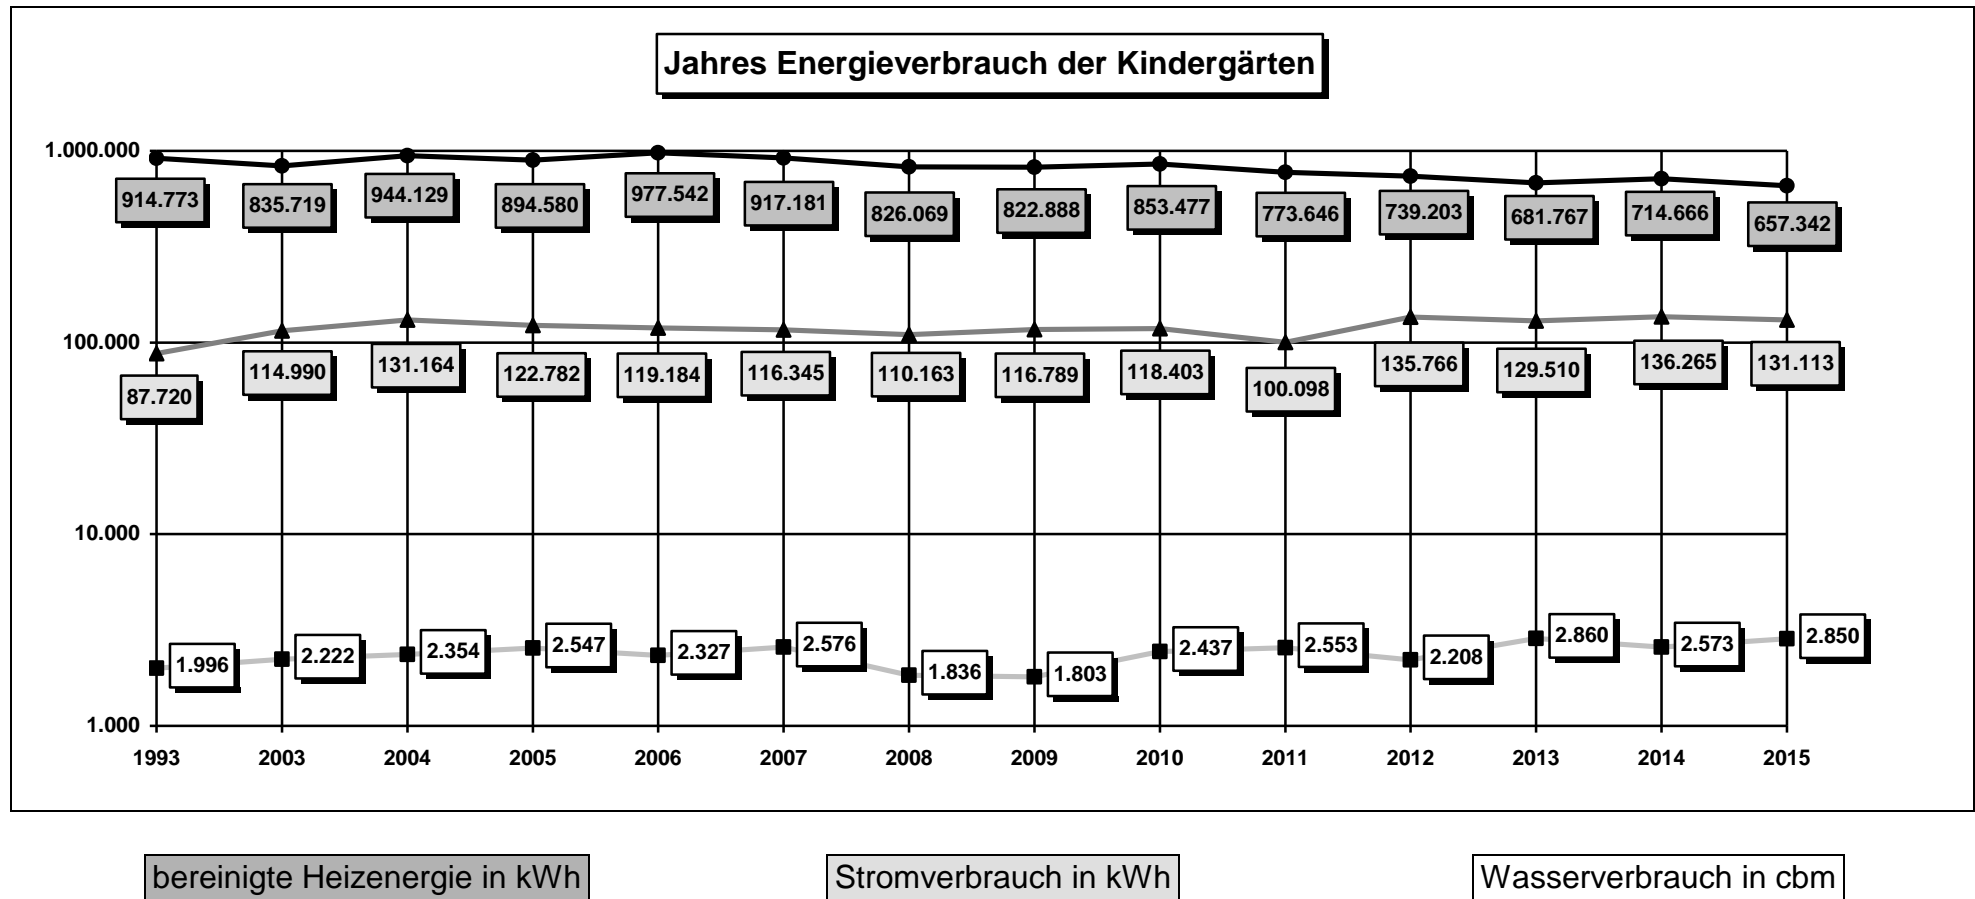 Jahres Energieverbrauch der Kindergärten
1.000.000
914.773 835.719 944.129 894.580 977.542 917.181 826.069 822.888 853.477 773.646 739.203 681.767 714.666 657.342
100.000
87.720 114.990 131.164 122.782 119.184 116.345 110.163 116.789 118.403 100.098 135.766 129.510 136.265 131.113
10.000
1.996 2.222 2.354 2.547 2.327 2.576 1.836 1.803 2.437 2.553 2.208 2.860 2.573 2.850
1.000
1993 2003 2004 2005 2006 2007 2008 2009 2010 2011 2012 2013 2014 2015
bereinigte Heizenergie in kWh Stromverbrauch in kWh Wasserverbrauch in cbm